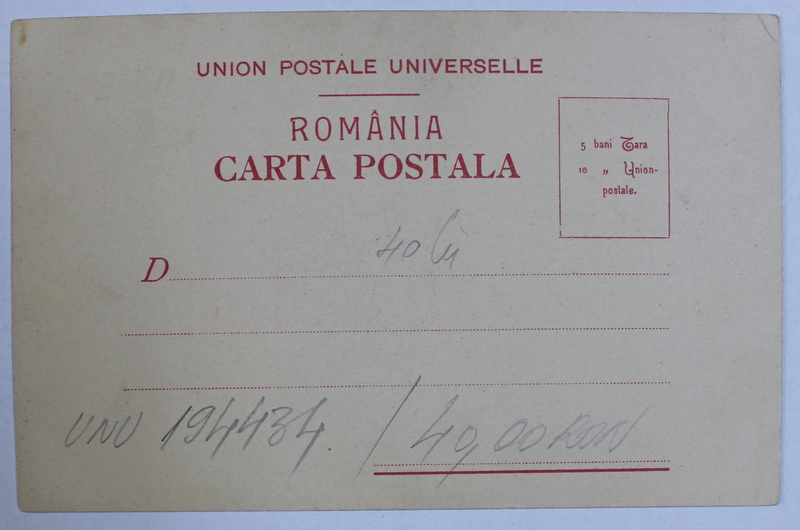 UNION POSTALE UNIVERSELLE
ROMÂNIA
CARTA POSTALA
5 bani Ţara
10 „ Union-
postale.
40 lei
D
UNU 194434. / 40,00 RON